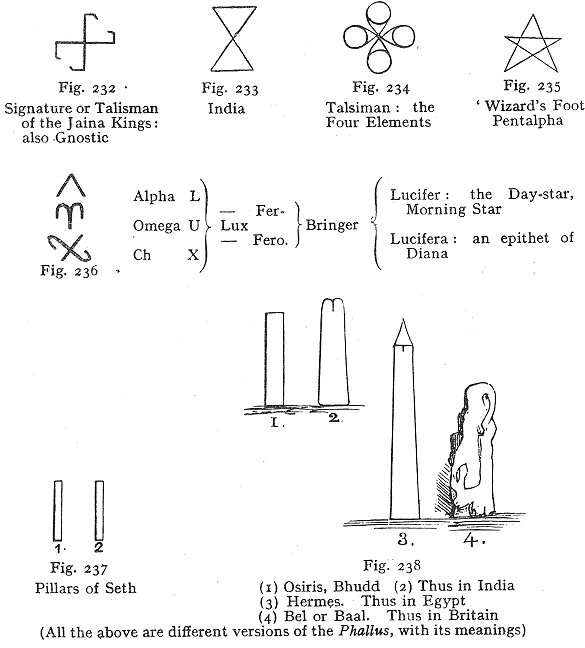 Fig. 232
Signature or Talisman
of the Jaina Kings:
also Gnostic
Fig. 233
India
Fig. 234
Talsiman: the
Four Elements
Fig. 235
'Wizard's Foot
Pentalpha
Fig. 236
Alpha L
Omega U
Ch X
— Fer-
Lux
— Fero.
Bringer
Lucifer: the Day-star,
Morning Star
Lucifera: an epithet of
Diana
1. 2
3. 4.
1. 2
Fig. 237
Pillars of Seth
Fig. 238
(1) Osiris, Bhudd (2) Thus in India
(3) Hermes. Thus in Egypt
(4) Bel or Baal. Thus in Britain
(All the above are different versions of the Phallus, with its meanings)